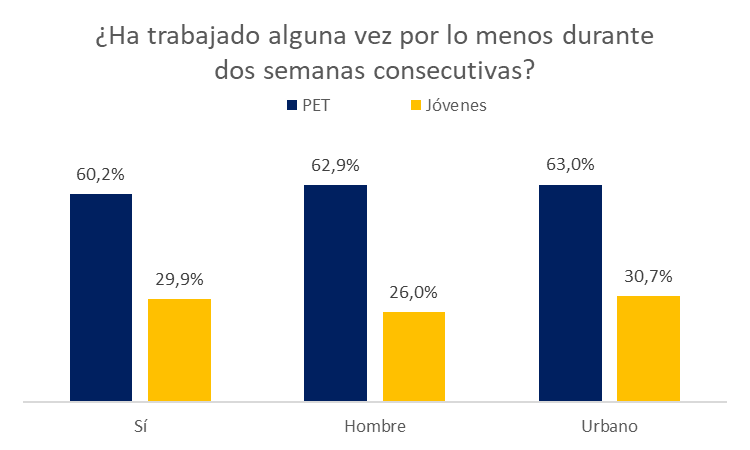 ¿Ha trabajado alguna vez por lo menos durante
dos semanas consecutivas?
PET Jóvenes
60,2% 29,9% 62,9% 26,0% 63,0% 30,7%
Sí Hombre Urbano